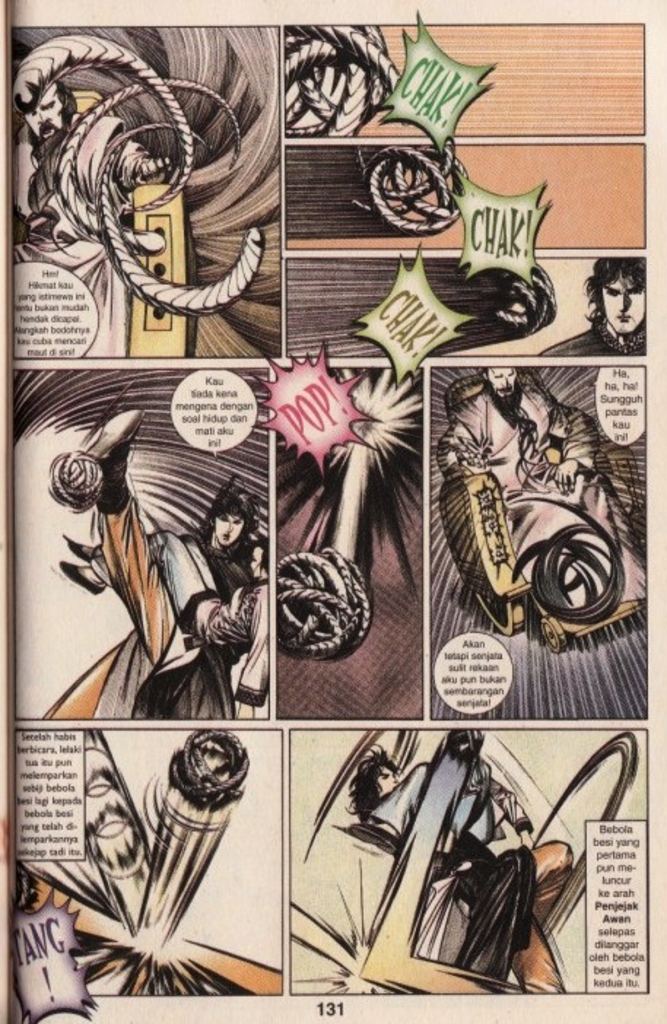 Hm!
Hikmat kau
yang istimewa ini
entu bukan mudah
hendak dicapai.
Nangkah bodohnya
kau cuba mencari
maut di sini!
CHAK!
CHAK!
CHAK!
Kau
tiada kena
mengena dengan
soal hidup dan
mati aku
ini!
POP!
Ha,
ha, ha!
Sungguh
pantas
kau
ini!
Akan
tetapi senjata
sulit rekaan
aku pun bukan
sembarangan
senjata!
Setelah habis
berbicara, lelaki
tua itu pun
melemparkan
sebiji bebola
besi lagi kepada
bebola besi
yang telah di-
lemparkannya
sekejap tadi itu.
TANG
!
Bebola
besi yang
pertama
pun me-
luncur
ke arah
Penjejak
Awan
selepas
dilanggar
oleh bebola
besi yang
kedua itu.
131